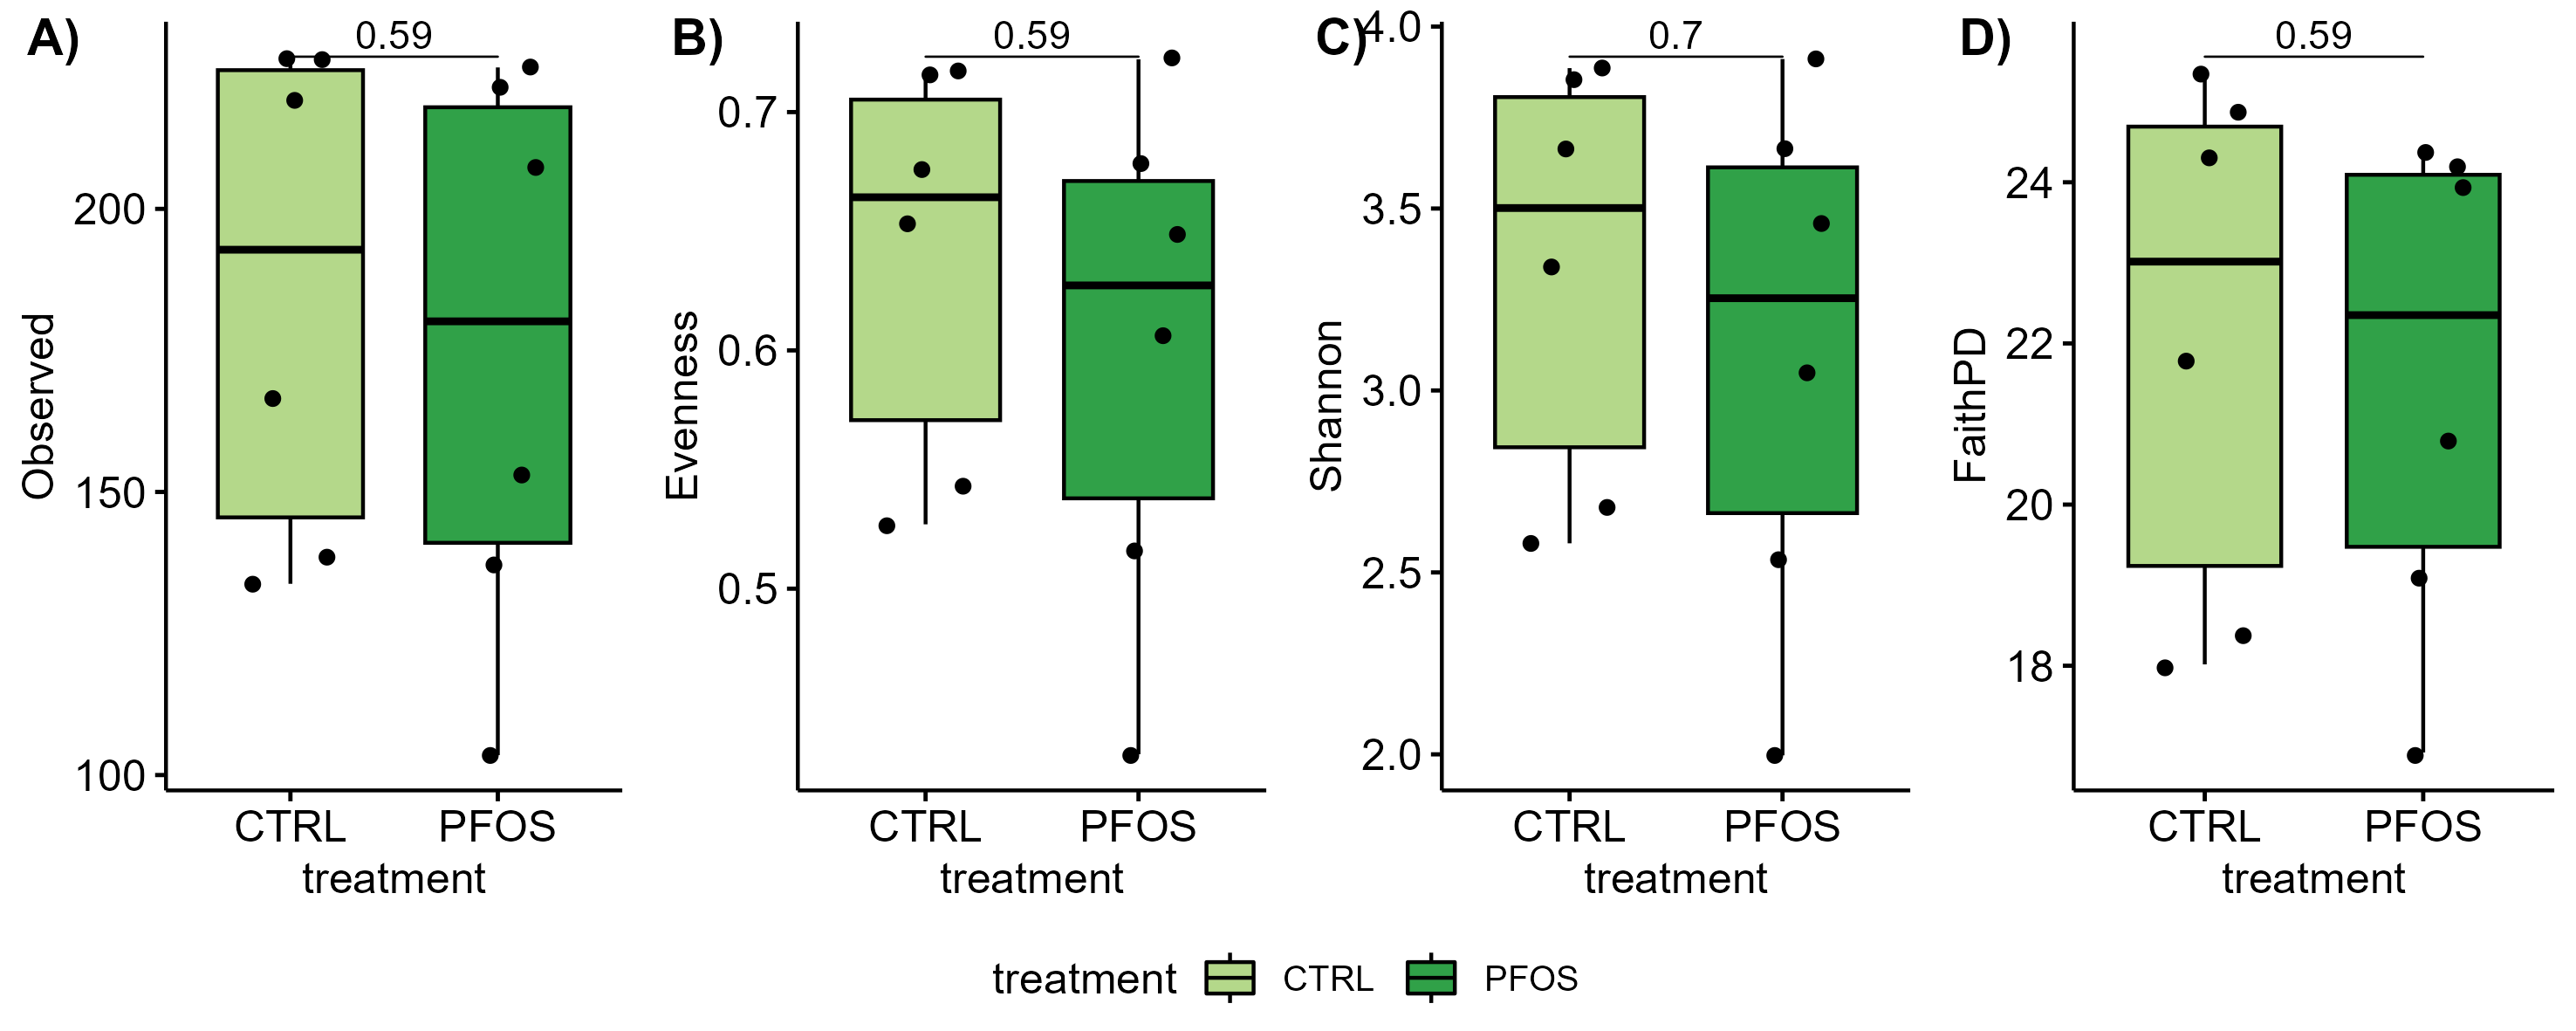 A)
0.59
Observed
200
150
100
CTRL PFOS
treatment
B)
0.59
Evenness
0.7
0.6
0.5
CTRL PFOS
treatment
C)
0.7
Shannon
4.0
3.5
3.0
2.5
2.0
CTRL PFOS
treatment
D)
0.59
FaithPD
24
22
20
18
CTRL PFOS
treatment
treatment CTRL PFOS